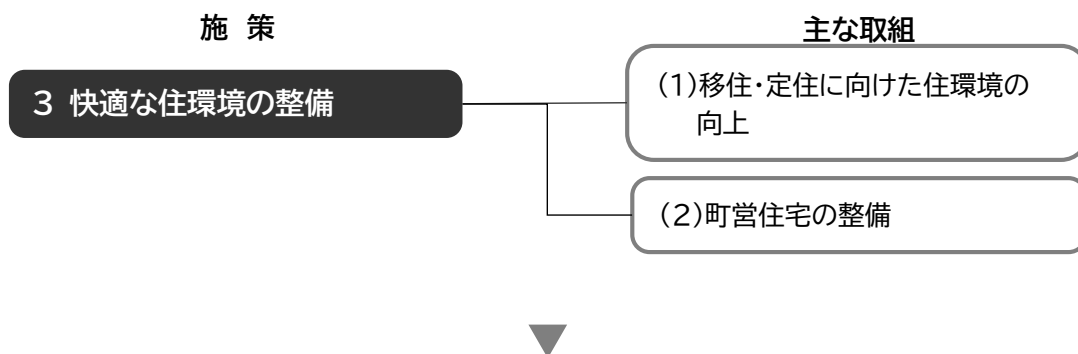 施 策
主な取組
3 快適な住環境の整備
(1)移住・定住に向けた住環境の
向上
(2)町営住宅の整備